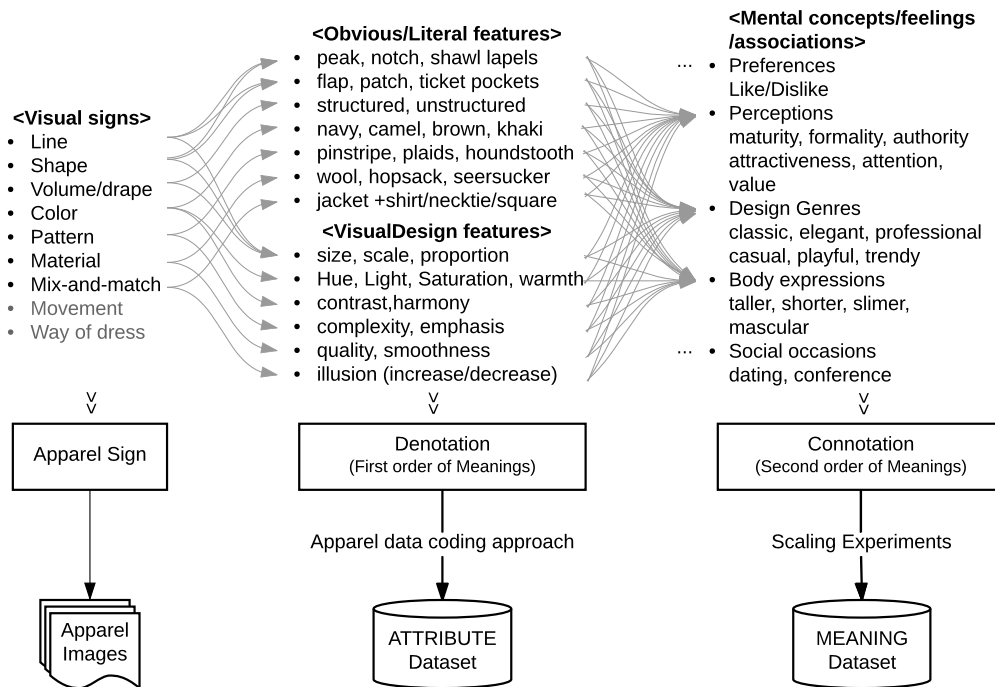 <Visual signs>
• Line
• Shape
• Volume/drape
• Color
• Pattern
• Material
• Mix-and-match
• Movement
• Way of dress
<Obvious/Literal features>
• peak, notch, shawl lapels
• flap, patch, ticket pockets
• structured, unstructured
• navy, camel, brown, khaki
• pinstripe, plaids, houndstooth
• wool, hopsack, seersucker
• jacket +shirt/necktie/square
<VisualDesign features>
• size, scale, proportion
• Hue, Light, Saturation, warmth
• contrast,harmony
• complexity, emphasis
• quality, smoothness
• illusion (increase/decrease)
<Mental concepts/feelings
/associations>
... • Preferences
Like/Dislike
• Perceptions
maturity, formality, authority
attractiveness, attention,
value
• Design Genres
classic, elegant, professional
casual, playful, trendy
• Body expressions
taller, shorter, slimer,
mascular
... • Social occasions
dating, conference
Apparel Sign
Denotation
(First order of Meanings)
Connotation
(Second order of Meanings)
Apparel data coding approach
Scaling Experiments
Apparel
Images
ATTRIBUTE
Dataset
MEANING
Dataset